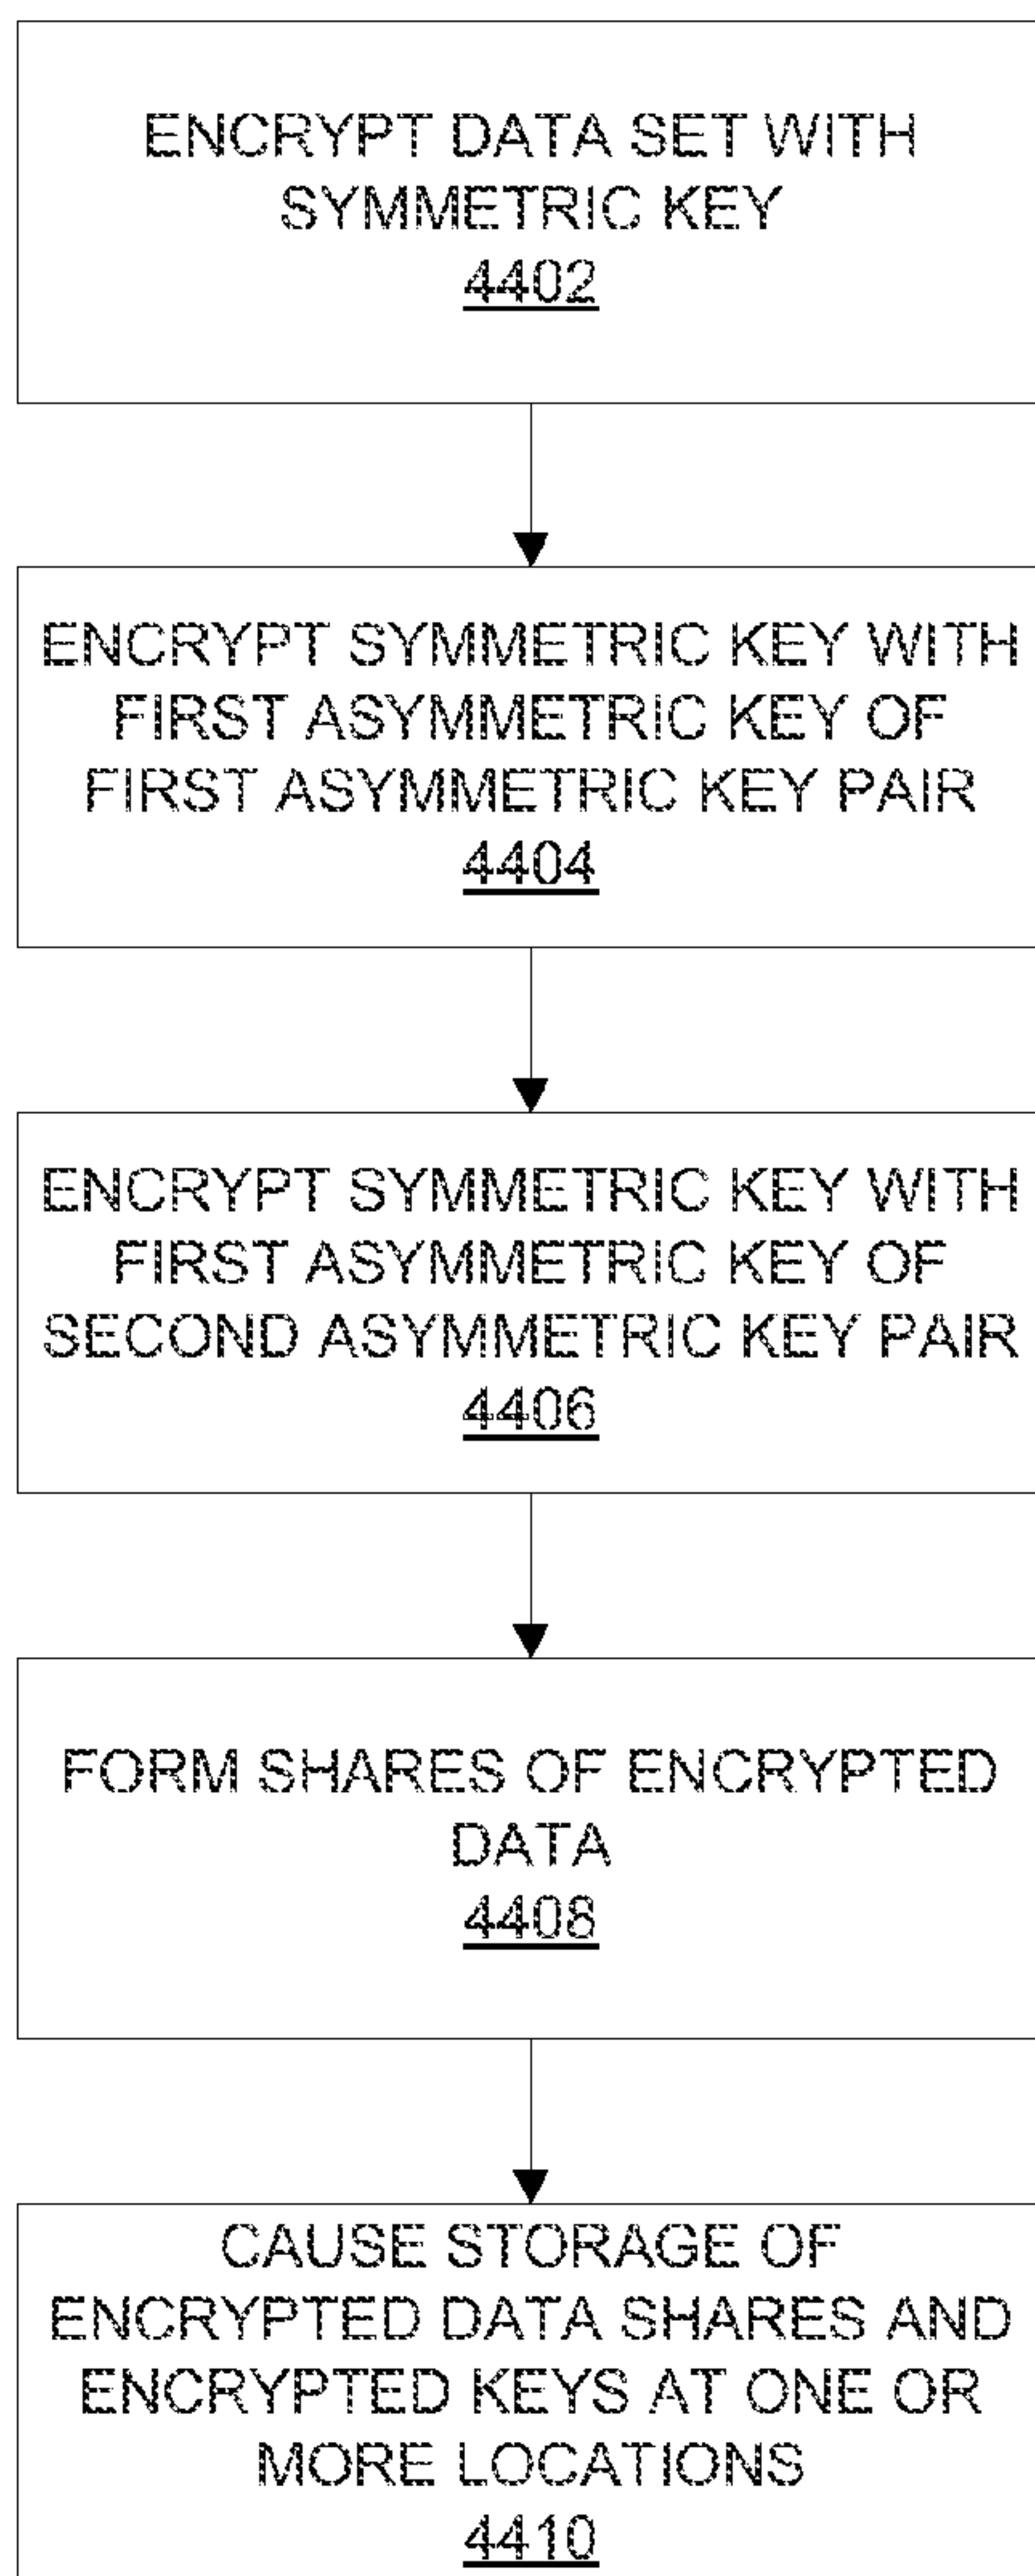 ENCRYPT DATA SET WITH
SYMMETRIC KEY
4402
ENCRYPT SYMMETRIC KEY WITH
FIRST ASYMMETRIC KEY OF
FIRST ASYMMETRIC KEY PAIR
4404
ENCRYPT SYMMETRIC KEY WITH
FIRST ASYMMETRIC KEY OF
SECOND ASYMMETRIC KEY PAIR
4406
FORM SHARES OF ENCRYPTED
DATA
4408
CAUSE STORAGE OF
ENCRYPTED DATA SHARES AND
ENCRYPTED KEYS AT ONE OR
MORE LOCATIONS
4410